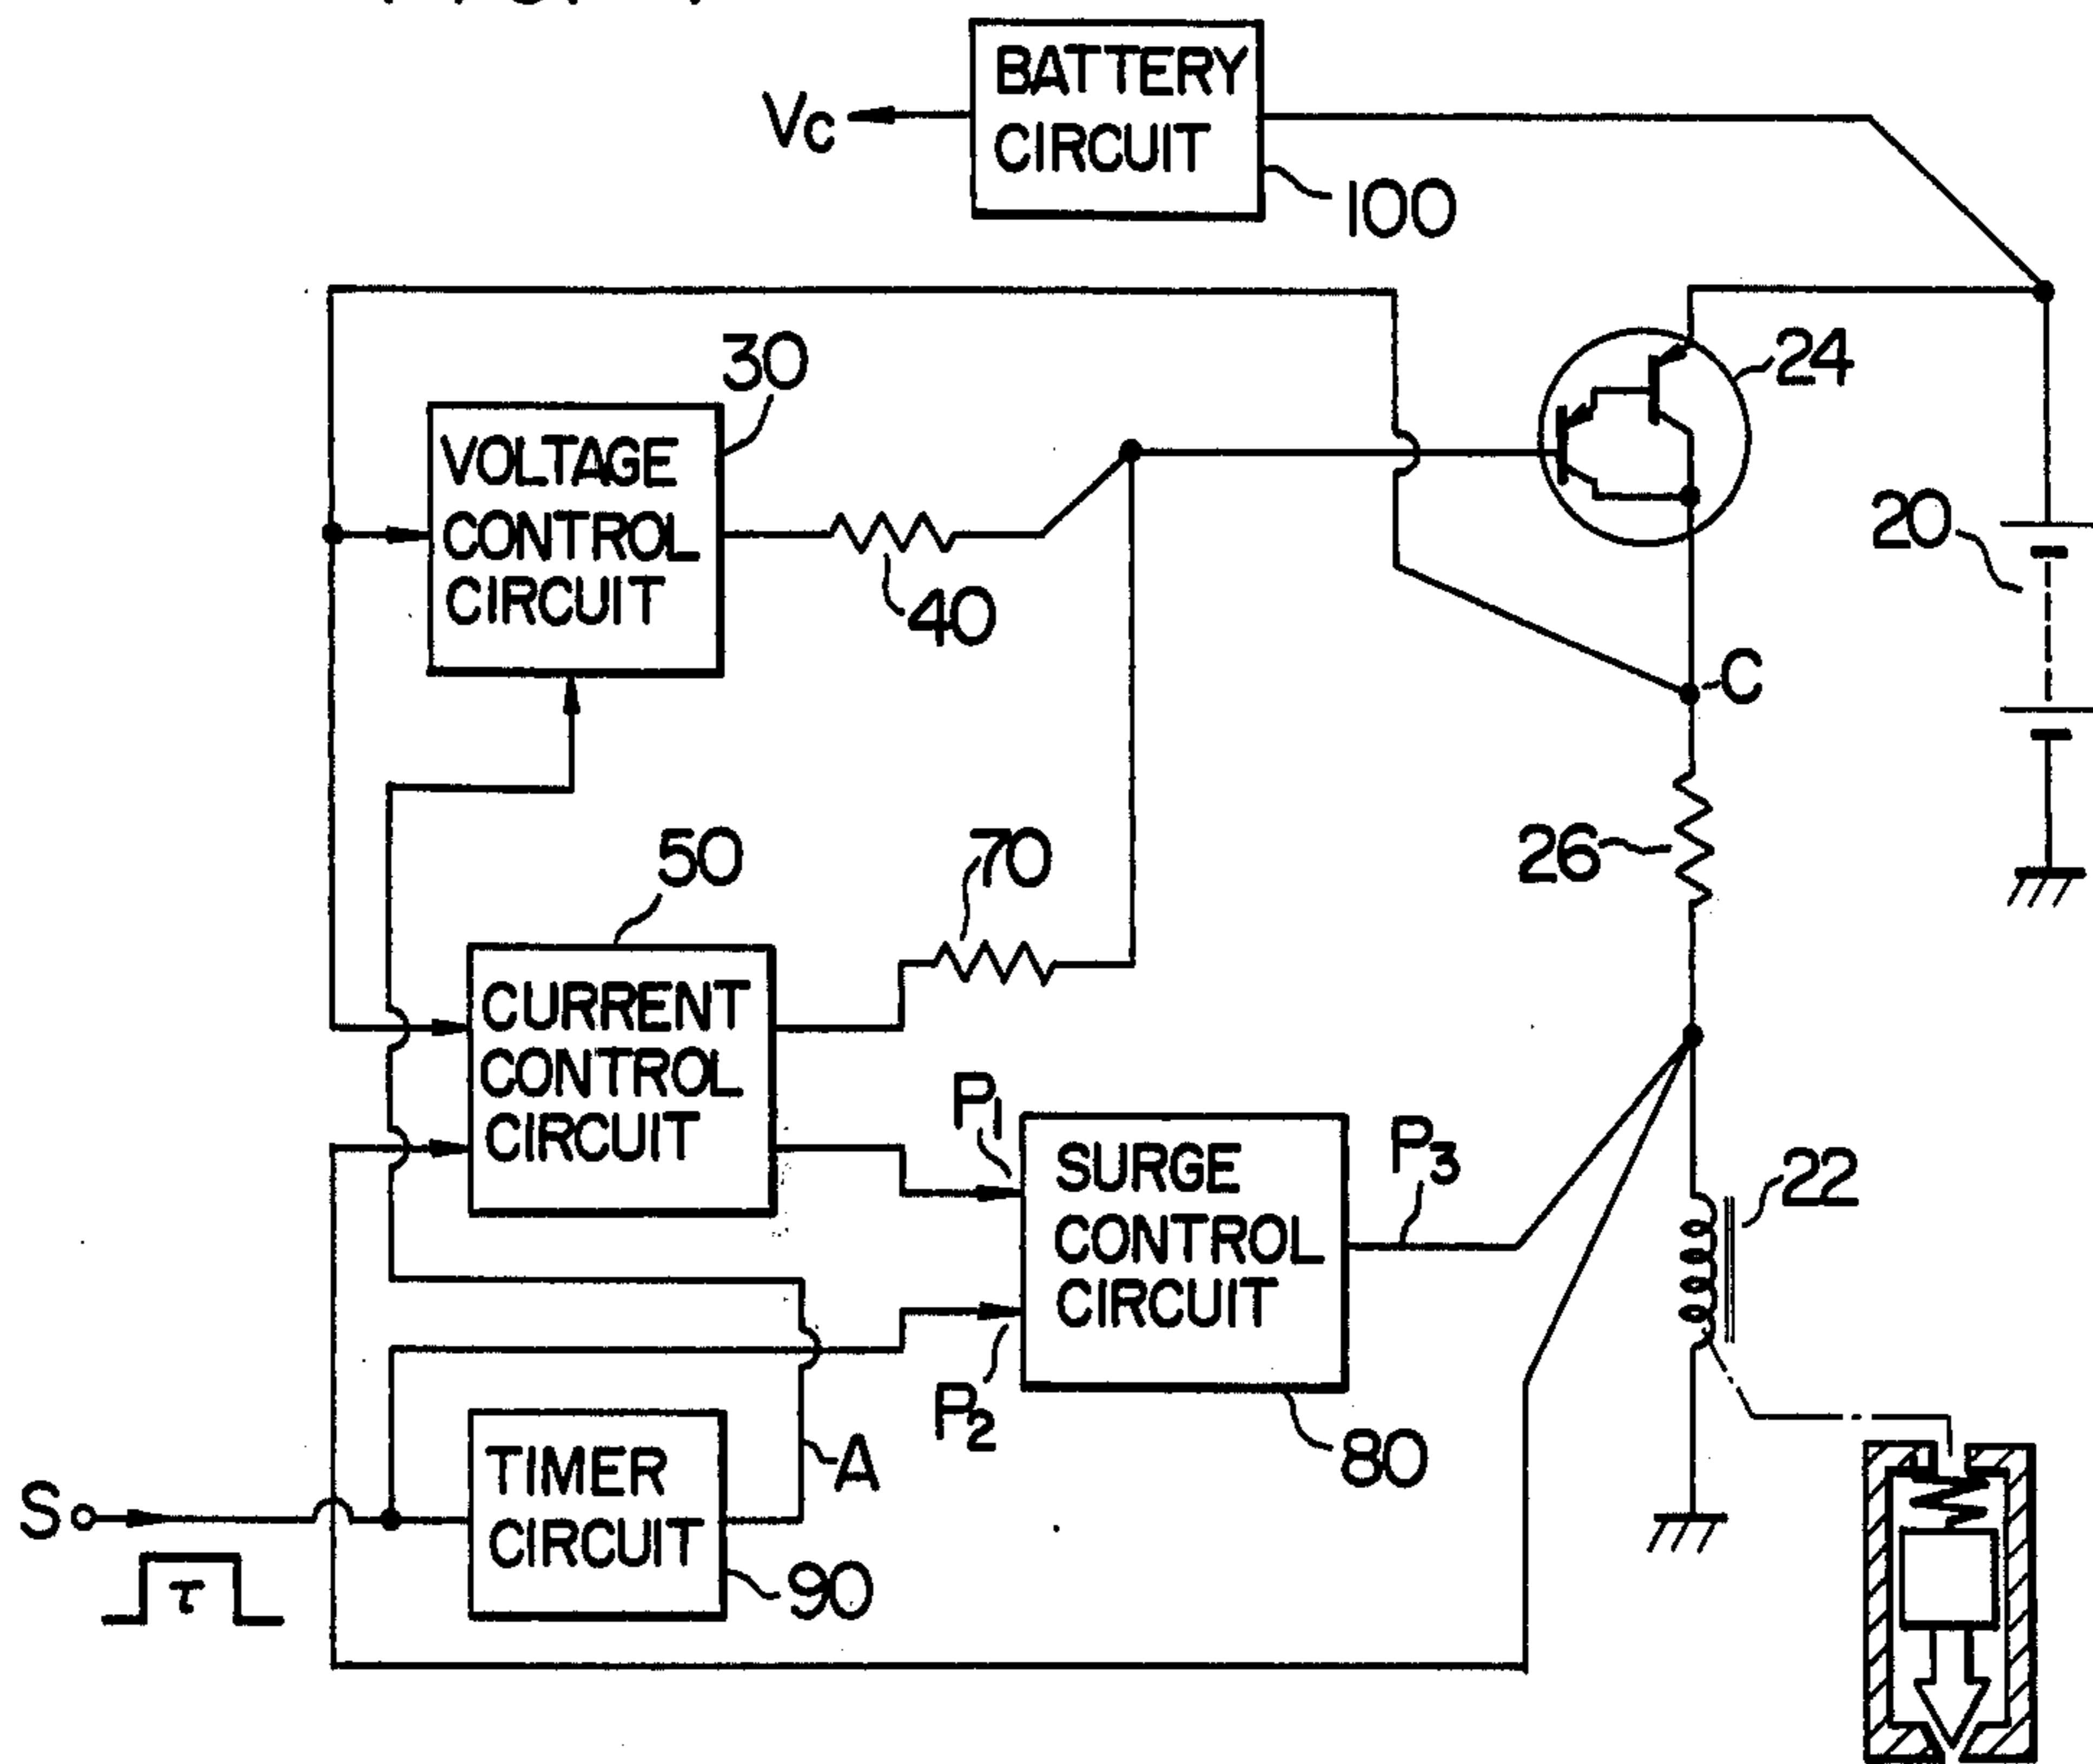 BATTERY
CIRCUIT
Vc
100
30
24
VOLTAGE
CONTROL
CIRCUIT
20
40
C
50
70
26
CURRENT
CONTROL
CIRCUIT
P1
P3
SURGE
CONTROL
CIRCUIT
22
P2
A
80
TIMER
CIRCUIT
S
90
τ